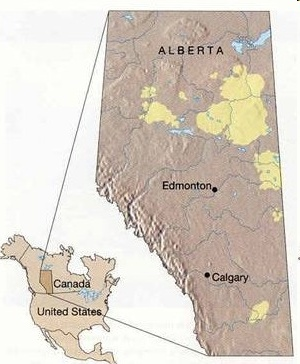 ALBERTA
Edmonton
Calgary
Canada
United States